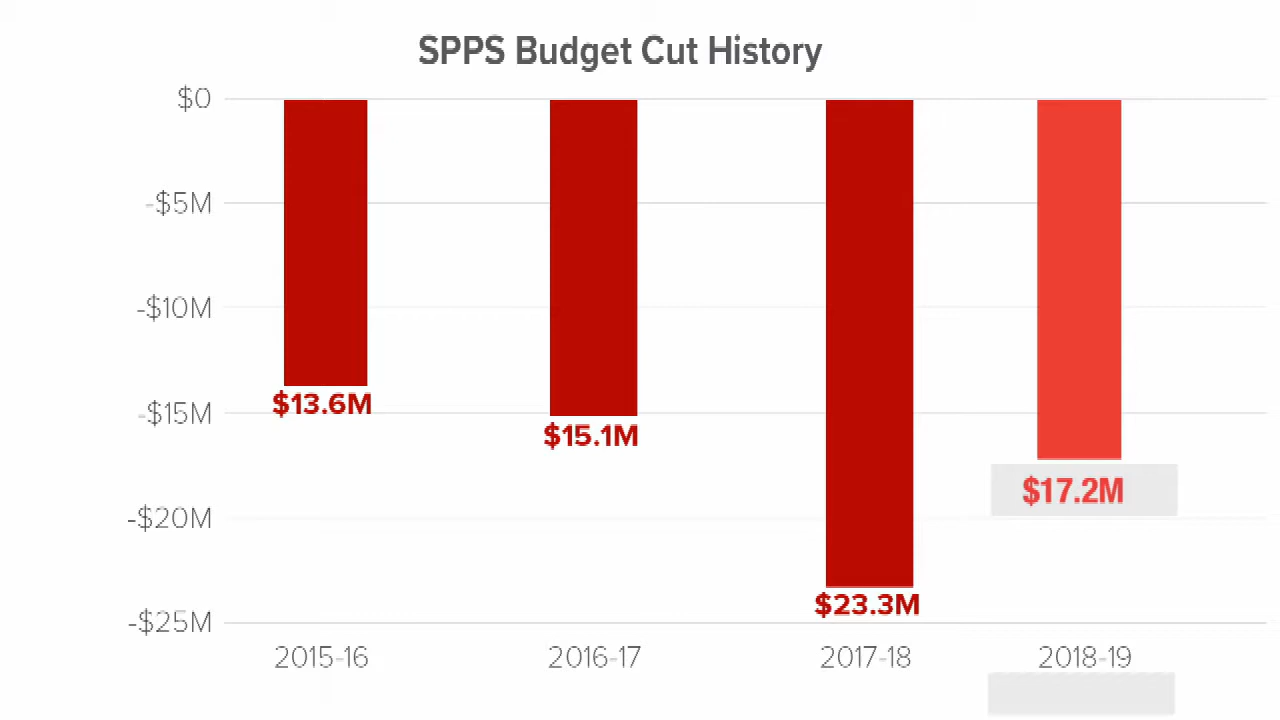 SPPS Budget Cut History
$0
-$5M
-$10M
-$15M
-$20M
-$25M
$13.6M
$15.1M
$23.3M
$17.2M
2015-16
2016-17
2017-18
2018-19